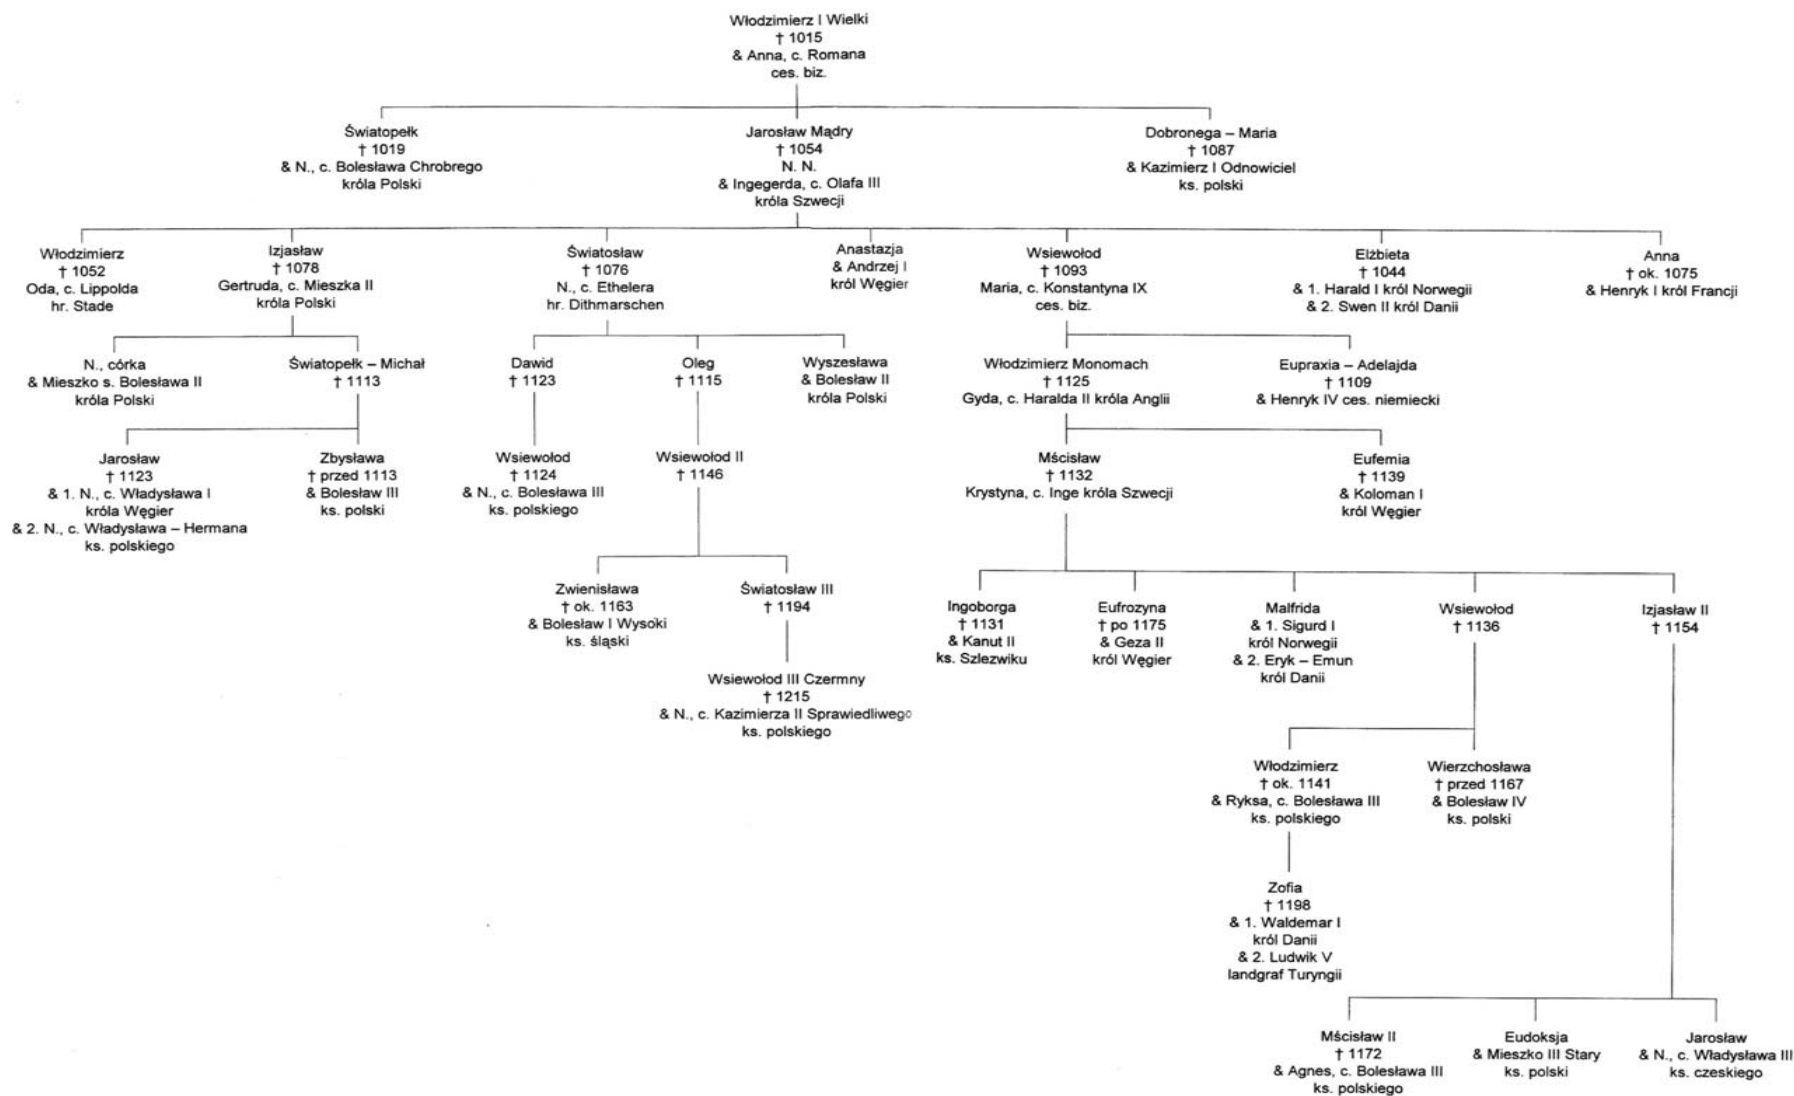 Włodzimierz I Wielki
† 1015
& Anna, c. Romana
ces. biz.
Światopełk
† 1019
& N., c. Bolesława Chrobrego
króla Polski
Jarosław Mądry
† 1054
N. N.
& Ingegerda, c. Olafa III
króla Szwecji
Dobronega – Maria
† 1087
& Kazimierz I Odnowiciel
ks. polski
Włodzimierz
† 1052
Oda, c. Lippolda
hr. Stade
Izjasław
† 1078
Gertruda, c. Mieszka II
króla Polski
Światosław
† 1076
N., c. Ethelera
hr. Dithmarschen
Anastazja
& Andrzej I
król Węgier
Wsiewołod
† 1093
Maria, c. Konstantyna IX
ces. biz.
Elżbieta
† 1044
& 1. Harald I król Norwegii
& 2. Swen II król Danii
Anna
† ok. 1075
& Henryk I król Francji
N., córka
& Mieszko s. Bolesława II
króla Polski
Światopełk – Michał
† 1113
Dawid
† 1123
Oleg
† 1115
Wyszesława
& Bolesław II
króla Polski
Włodzimierz Monomach
† 1125
Gyda, c. Haralda II króla Anglii
Eupraxia – Adelajda
† 1109
& Henryk IV ces. niemiecki
Jarosław
† 1123
& 1. N., c. Władysława I
króla Węgier
& 2. N., c. Władysława – Hermana
ks. polskiego
Zbysława
† przed 1113
& Bolesław III
ks. polski
Wsiewołod
† 1124
& N., c. Bolesława III
ks. polskiego
Wsiewołod II
† 1146
Mścisław
† 1132
Krystyna, c. Inge króla Szwecji
Eufemia
† 1139
& Koloman I
król Węgier
Zwienisława
† ok. 1163
& Bolesław I Wysoki
ks. śląski
Światosław III
† 1194
Ingoborga
† 1131
& Kanut II
ks. Szlezwiku
Eufrozyna
† po 1175
& Geza II
król Węgier
Malfrida
& 1. Sigurd I
król Norwegii
& 2. Eryk – Emun
król Danii
Wsiewołod
† 1136
Izjasław II
† 1154
Wsiewołod III Czermny
† 1215
& N., c. Kazimierza II Sprawiedliwego
ks. polskiego
Włodzimierz
† ok. 1141
& Ryksa, c. Bolesława III
ks. polskiego
Wierzchosława
† przed 1167
& Bolesław IV
ks. polski
Zofia
† 1198
& 1. Waldemar I
król Danii
& 2. Ludwik V
landgraf Turyngii
Mścisław II
† 1172
& Agnes, c. Bolesława III
ks. polskiego
Eudoksja
& Mieszko III Stary
ks. polski
Jarosław
& N., c. Władysława III
ks. czeskiego